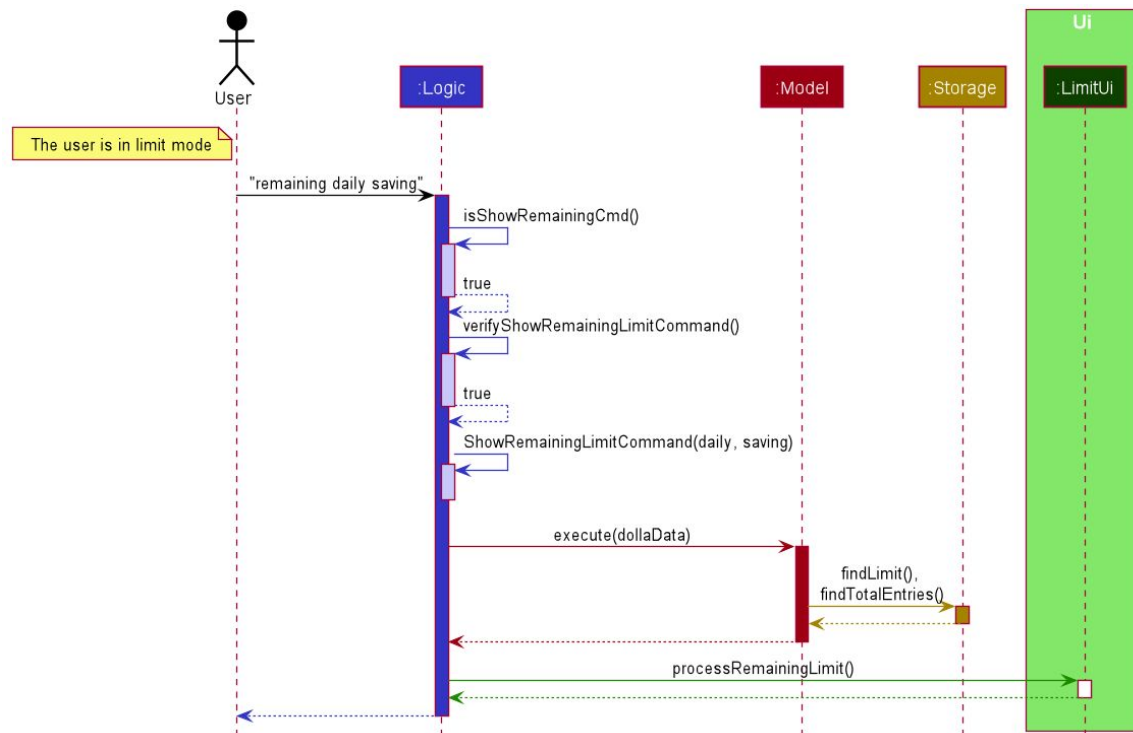 Ui
User
:Logic
:Model
:Storage
:LimitUi
The user is in limit mode
"remaining daily saving"
isShowRemainingCmd()
true
verifyShowRemainingLimitCommand()
true
ShowRemainingLimitCommand(daily, saving)
execute(dollaData)
findLimit(),
findTotalEntries()
processRemainingLimit()